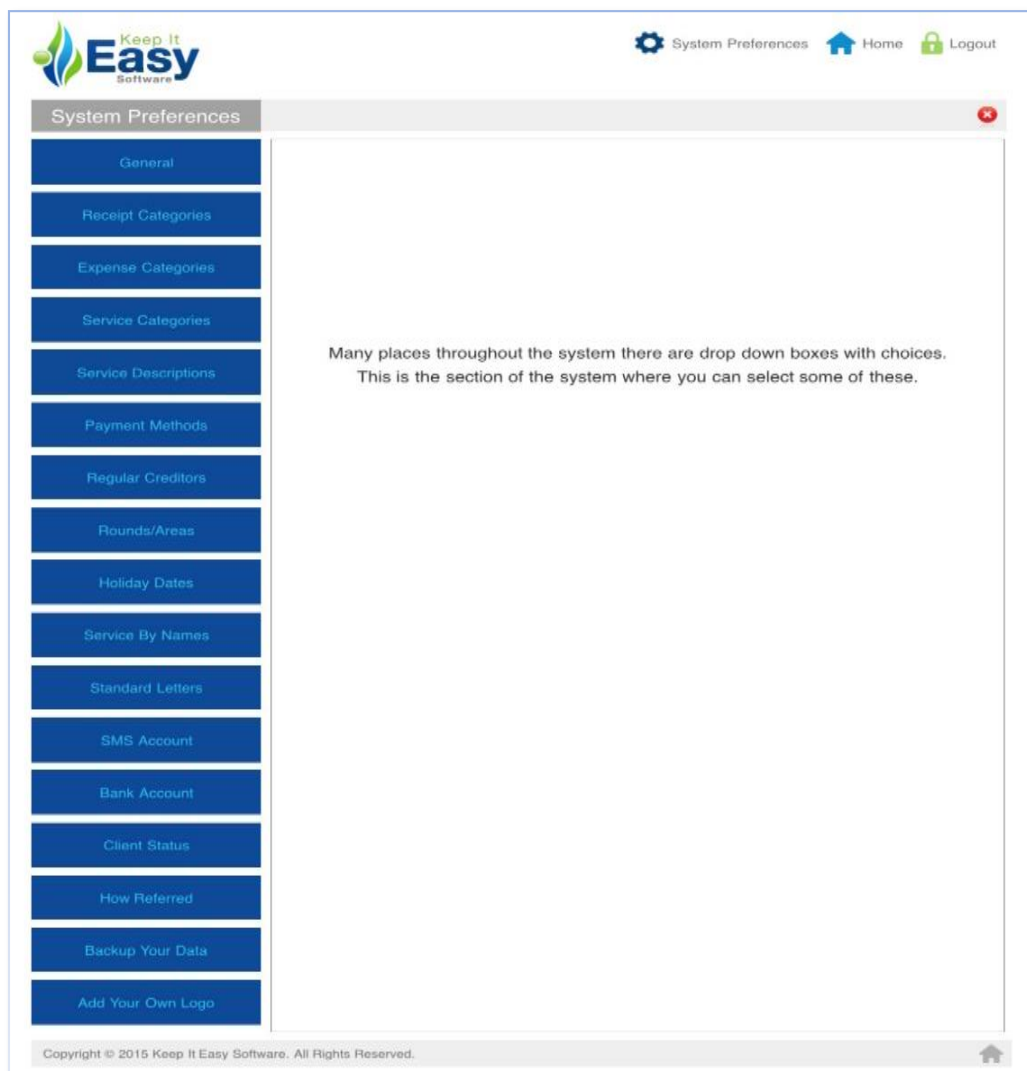 Keep It
Easy
Software
System Preferences Home Logout
System Preferences
General
Receipt Categories
Expense Categories
Service Categories
Service Descriptions
Payment Methods
Regular Creditors
Rounds/Areas
Holiday Dates
Service By Names
Standard Letters
SMS Account
Bank Account
Client Status
How Referred
Backup Your Data
Add Your Own Logo
Many places throughout the system there are drop down boxes with choices.
This is the section of the system where you can select some of these.
Copyright © 2015 Keep It Easy Software. All Rights Reserved.